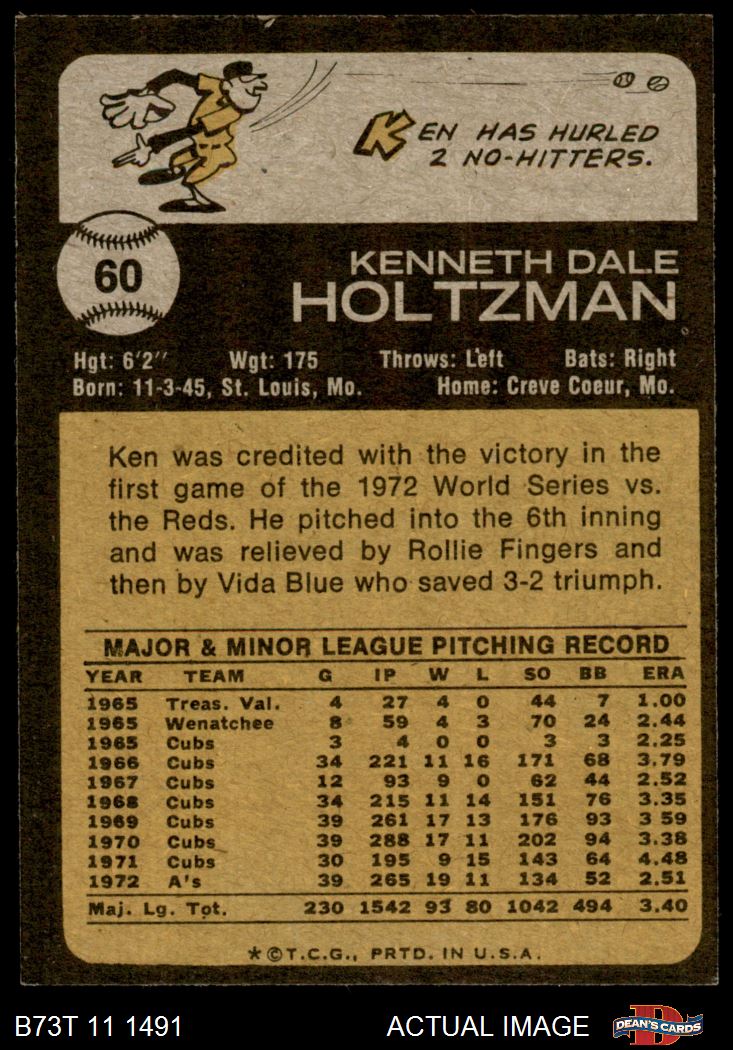 KEN HAS HURLED
2 NO-HITTERS.
60
KENNETH DALE
HOLTZMAN
Hgt: 6'2" Wgt: 175 Throws: Left Bats: Right
Born: 11-3-45, St. Louis, Mo. Home: Creve Coeur, Mo.
Ken was credited with the victory in the
first game of the 1972 World Series vs.
the Reds. He pitched into the 6th inning
and was relieved by Rollie Fingers and
then by Vida Blue who saved 3-2 triumph.
MAJOR & MINOR LEAGUE PITCHING RECORD
YEAR TEAM G IP W L SO BB ERA
1965 Treas. Val. 4 27 4 0 44 7 1.00
1965 Wenatchee 8 59 4 3 70 24 2.44
1965 Cubs 3 4 0 0 3 3 2.25
1966 Cubs 34 221 11 16 171 68 3.79
1967 Cubs 12 93 9 0 62 44 2.52
1968 Cubs 34 215 11 14 151 76 3.35
1969 Cubs 39 261 17 13 176 93 3 59
1970 Cubs 39 288 17 11 202 94 3.38
1971 Cubs 30 195 9 15 143 64 4.48
1972 A's 39 265 19 11 134 52 2.51
Maj. Lg. Tot. 230 1542 93 80 1042 494 3.40
*©T.C.G., PRTD. IN U.S.A.
B73T 11 1491 ACTUAL IMAGE D DEAN'S CARDS